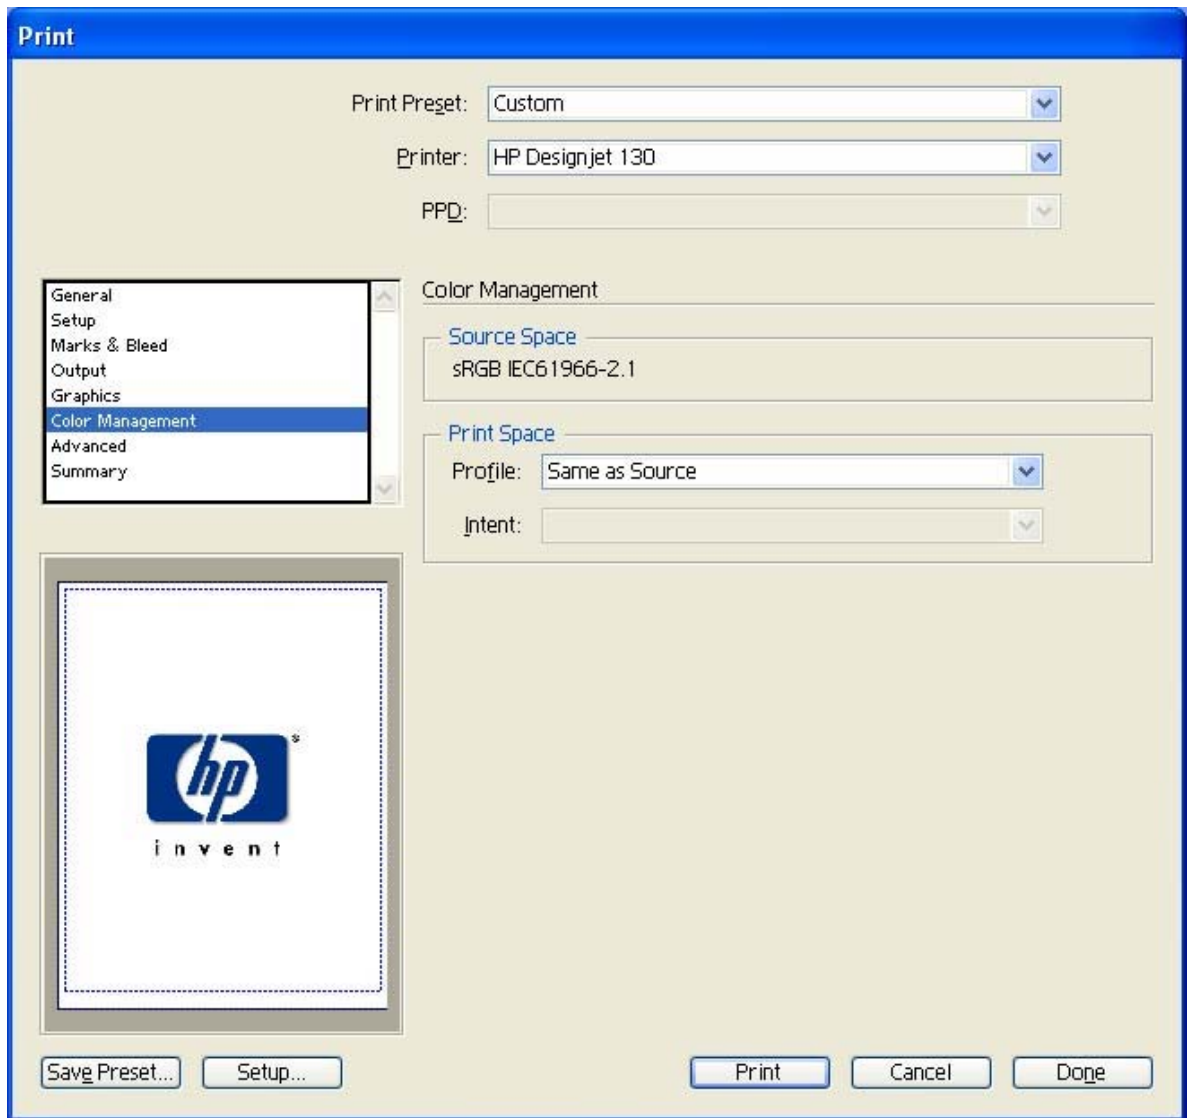 Print
Print Preset: Custom
Printer: HP Designjet 130
PPD:
General
Setup
Marks & Bleed
Output
Graphics
Color Management
Advanced
Summary
Color Management
Source Space
sRGB IEC61966-2.1
Print Space
Profile: Same as Source
Intent:
hp
invent
Save Preset... Setup... Print Cancel Done